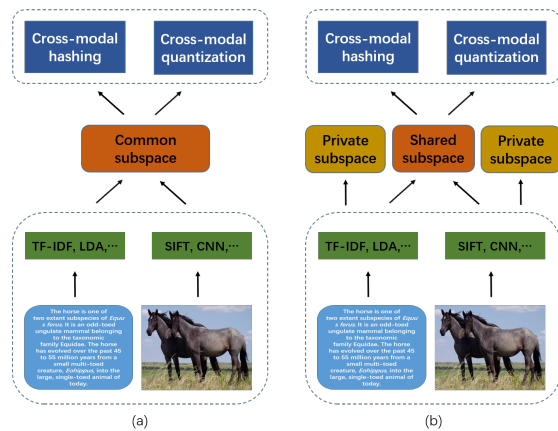 Cross-modal
hashing
Cross-modal
quantization
Common
subspace
TF-IDF, LDA,···
SIFT, CNN,···
The horse is one of
two extant subspecies of Equu
s ferus. It is an odd-toed
ungulate mammal belonging
to the taxonomic
family Equidae. The horse
has evolved over the past 45
to 55 million years from a
small multi-toed
creature, Eohippus, into the
large, single-toed animal of
today.
(a)
Cross-modal
hashing
Cross-modal
quantization
Private
subspace
Shared
subspace
Private
subspace
TF-IDF, LDA,···
SIFT, CNN,···
The horse is one of
two extant subspecies of Equu
s ferus. It is an odd-toed
ungulate mammal belonging
to the taxonomic
family Equidae. The horse
has evolved over the past 45
to 55 million years from a
small multi-toed
creature, Eohippus, into the
large, single-toed animal of
today.
(b)